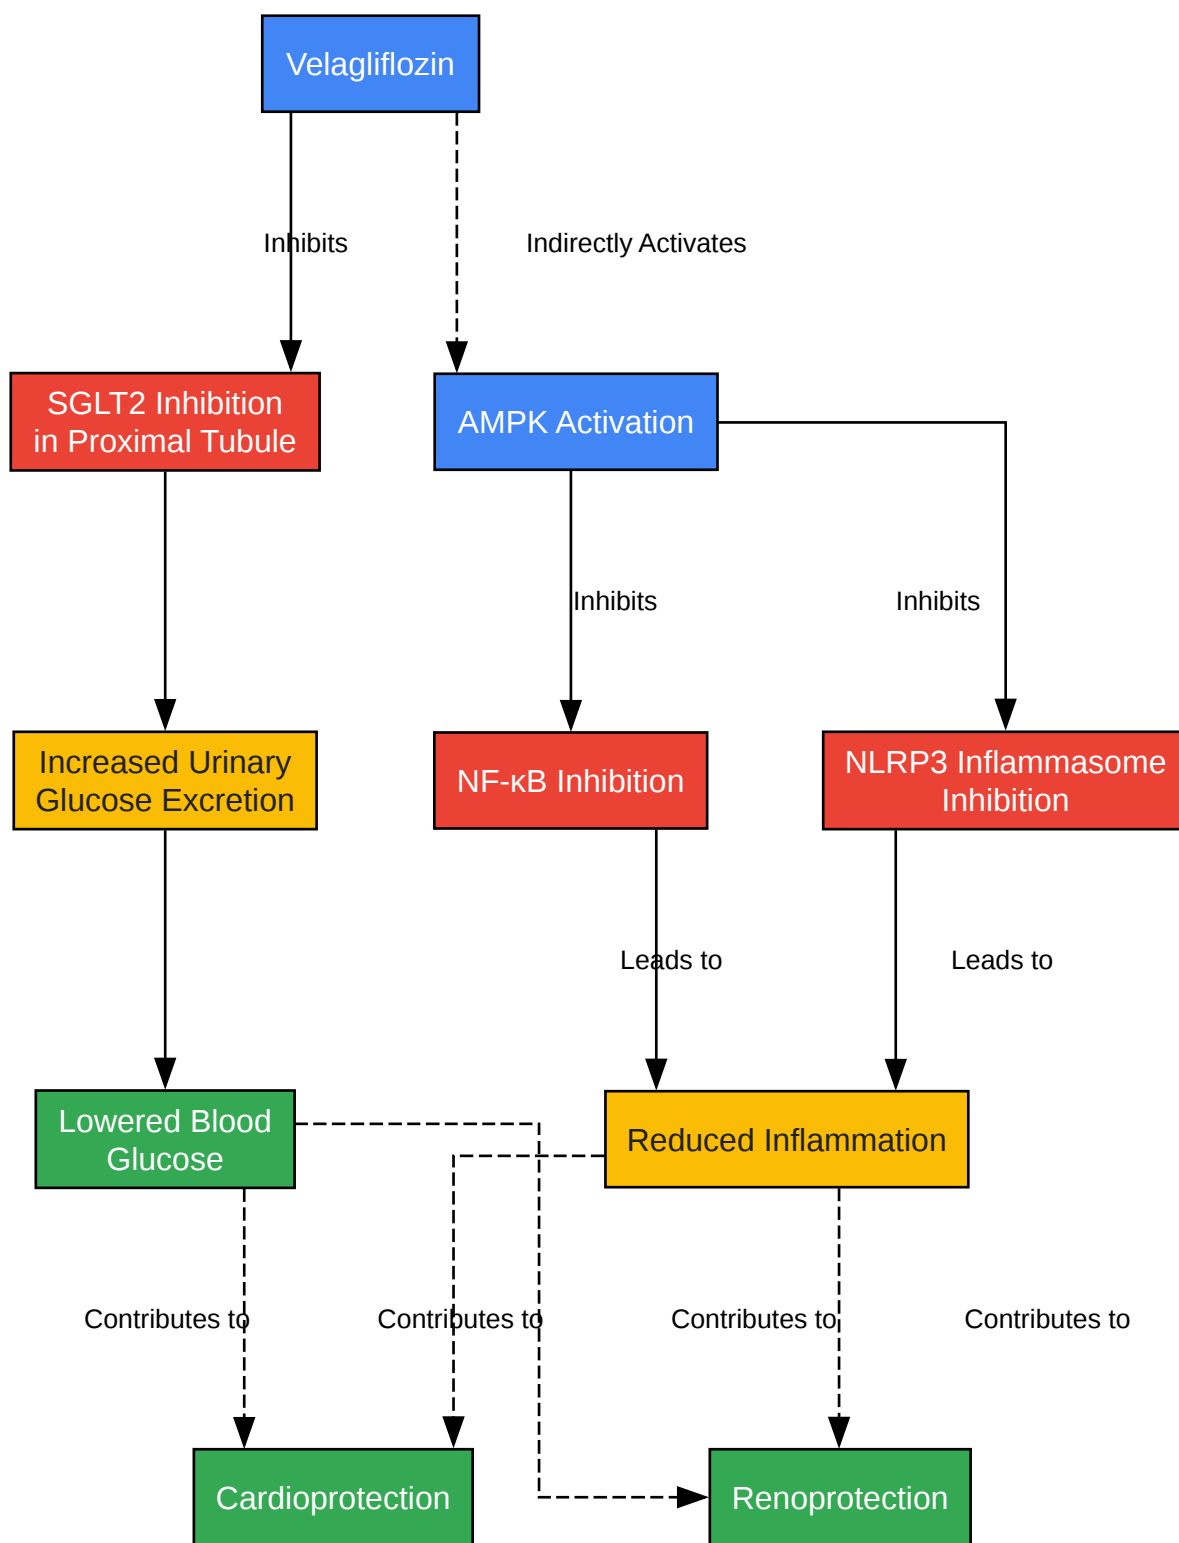 Velagliflozin
Inhibits
Indirectly Activates
SGLT2 Inhibition
in Proximal Tubule
AMPK Activation
Inhibits
Inhibits
Increased Urinary
Glucose Excretion
NF-κB Inhibition
NLRP3 Inflammasome
Inhibition
Leads to
Leads to
Lowered Blood
Glucose
Reduced Inflammation
Contributes to
Contributes to
Contributes to
Contributes to
Cardioprotection
Renoprotection